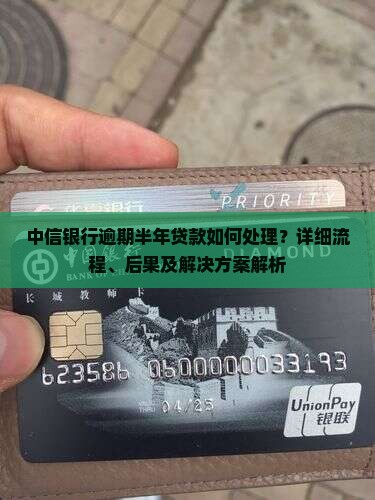 PRIORITY
中信银行逾期半年贷款如何处理？详细流
程、后果及解决方案解析
DIAMOND
长城教师卡
623586 0600000033193
VALID
THRU 04/25
UnionPay
银联